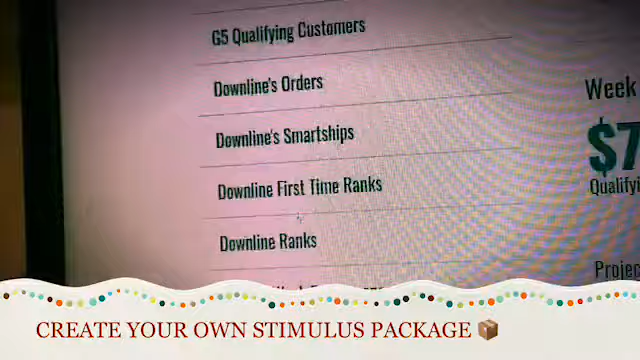 G5 Qualifying Customers
Downline's Orders
Downline's Smartships
Downline First Time Ranks
Downline Ranks
Week
$7
Qualifyi
Projec
CREATE YOUR OWN STIMULUS PACKAGE 📦